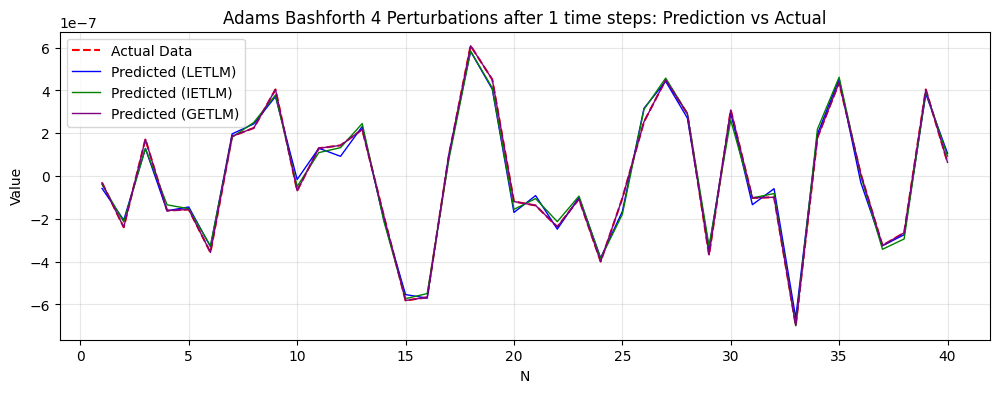 Adams Bashforth 4 Perturbations after 1 time steps: Prediction vs Actual
1e−7
Actual Data
Predicted (LETLM)
Predicted (IETLM)
Predicted (GETLM)
Value
6
4
2
0
−2
−4
−6
0 5 10 15 20 25 30 35 40
N